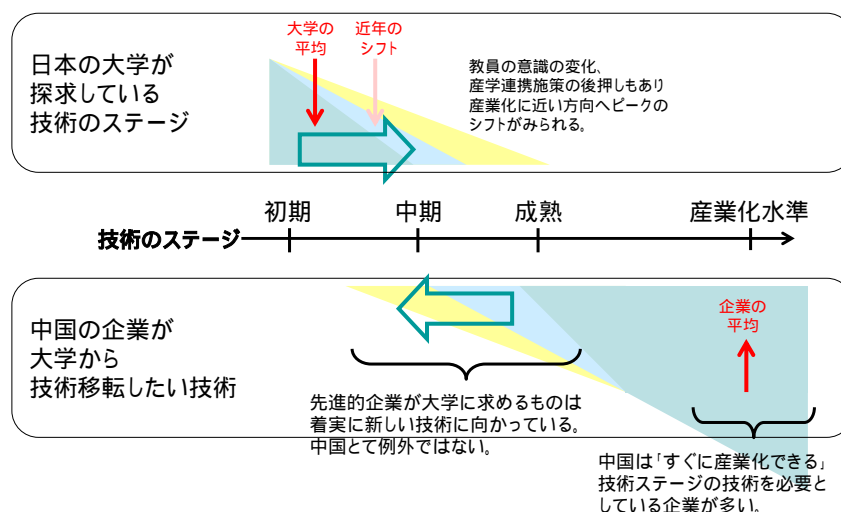 日本の大学が
探求している
技術のステージ
大学の
平均
近年の
シフト
教員の意識の変化、
産学連携施策の後押しもあり
産業化に近い方向へピークの
シフトがみられる。
初期
中期
成熟
産業化水準
技術のステージ
中国の企業が
大学から
技術移転したい技術
企業の
平均
先進的企業が大学に求めるものは
着実に新しい技術に向かっている。
中国とて例外ではない。
中国は「すぐに産業化できる」
技術ステージの技術を必要と
している企業が多い。